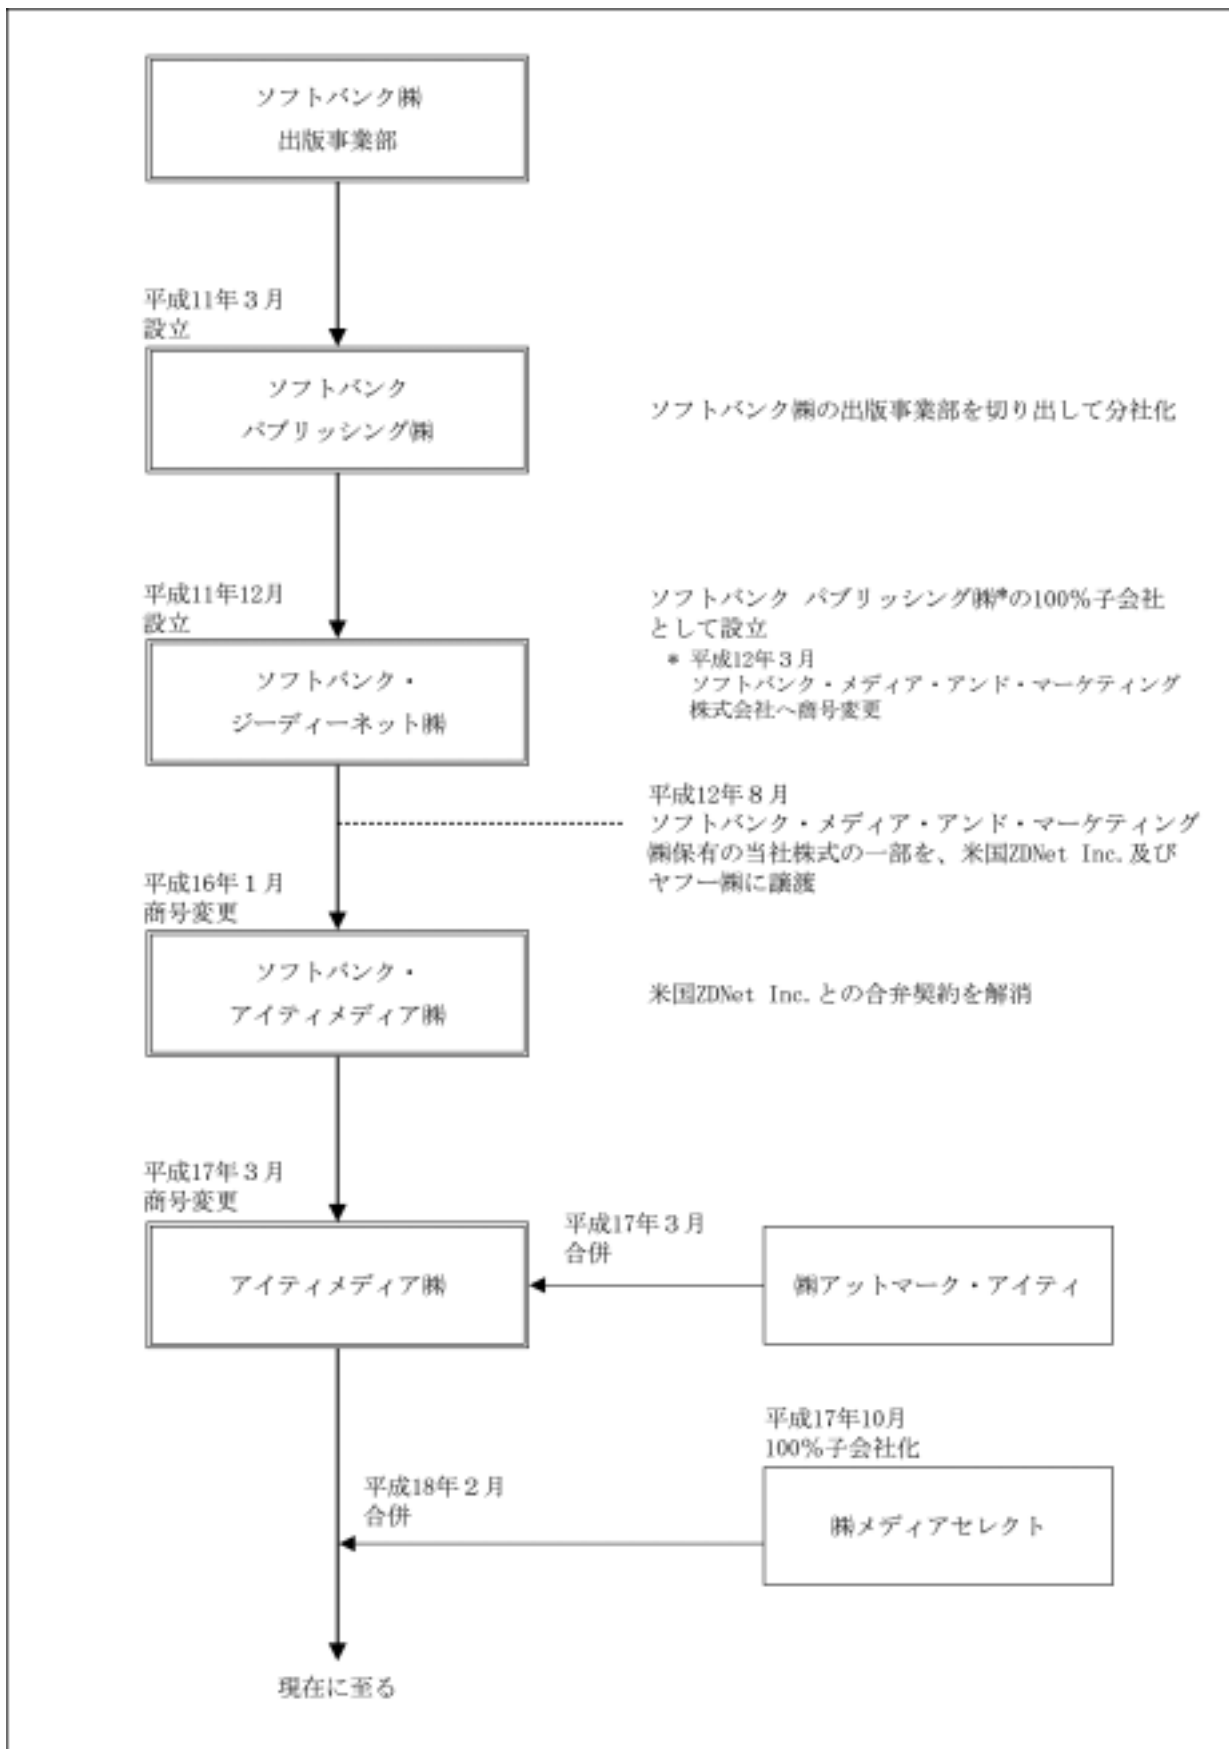 ソフトバンク㈱
出版事業部
平成11年３月
設立
ソフトバンク
パブリッシング㈱
ソフトバンク㈱の出版事業部を切り出して分社化
平成11年12月
設立
ソフトバンク・
ジーディーネット㈱
ソフトバンク パブリッシング㈱*の100％子会社
として設立
* 平成12年３月
ソフトバンク・メディア・アンド・マーケティング
株式会社へ商号変更
平成12年８月
ソフトバンク・メディア・アンド・マーケティング
㈱保有の当社株式の一部を、米国ZDNet Inc.及び
ヤフー㈱に譲渡
平成16年１月
商号変更
ソフトバンク・
アイティメディア㈱
米国ZDNet Inc.との合弁契約を解消
平成17年３月
商号変更
アイティメディア㈱
平成17年３月
合併
㈱アットマーク・アイティ
平成17年10月
100％子会社化
㈱メディアセレクト
平成18年２月
合併
現在に至る